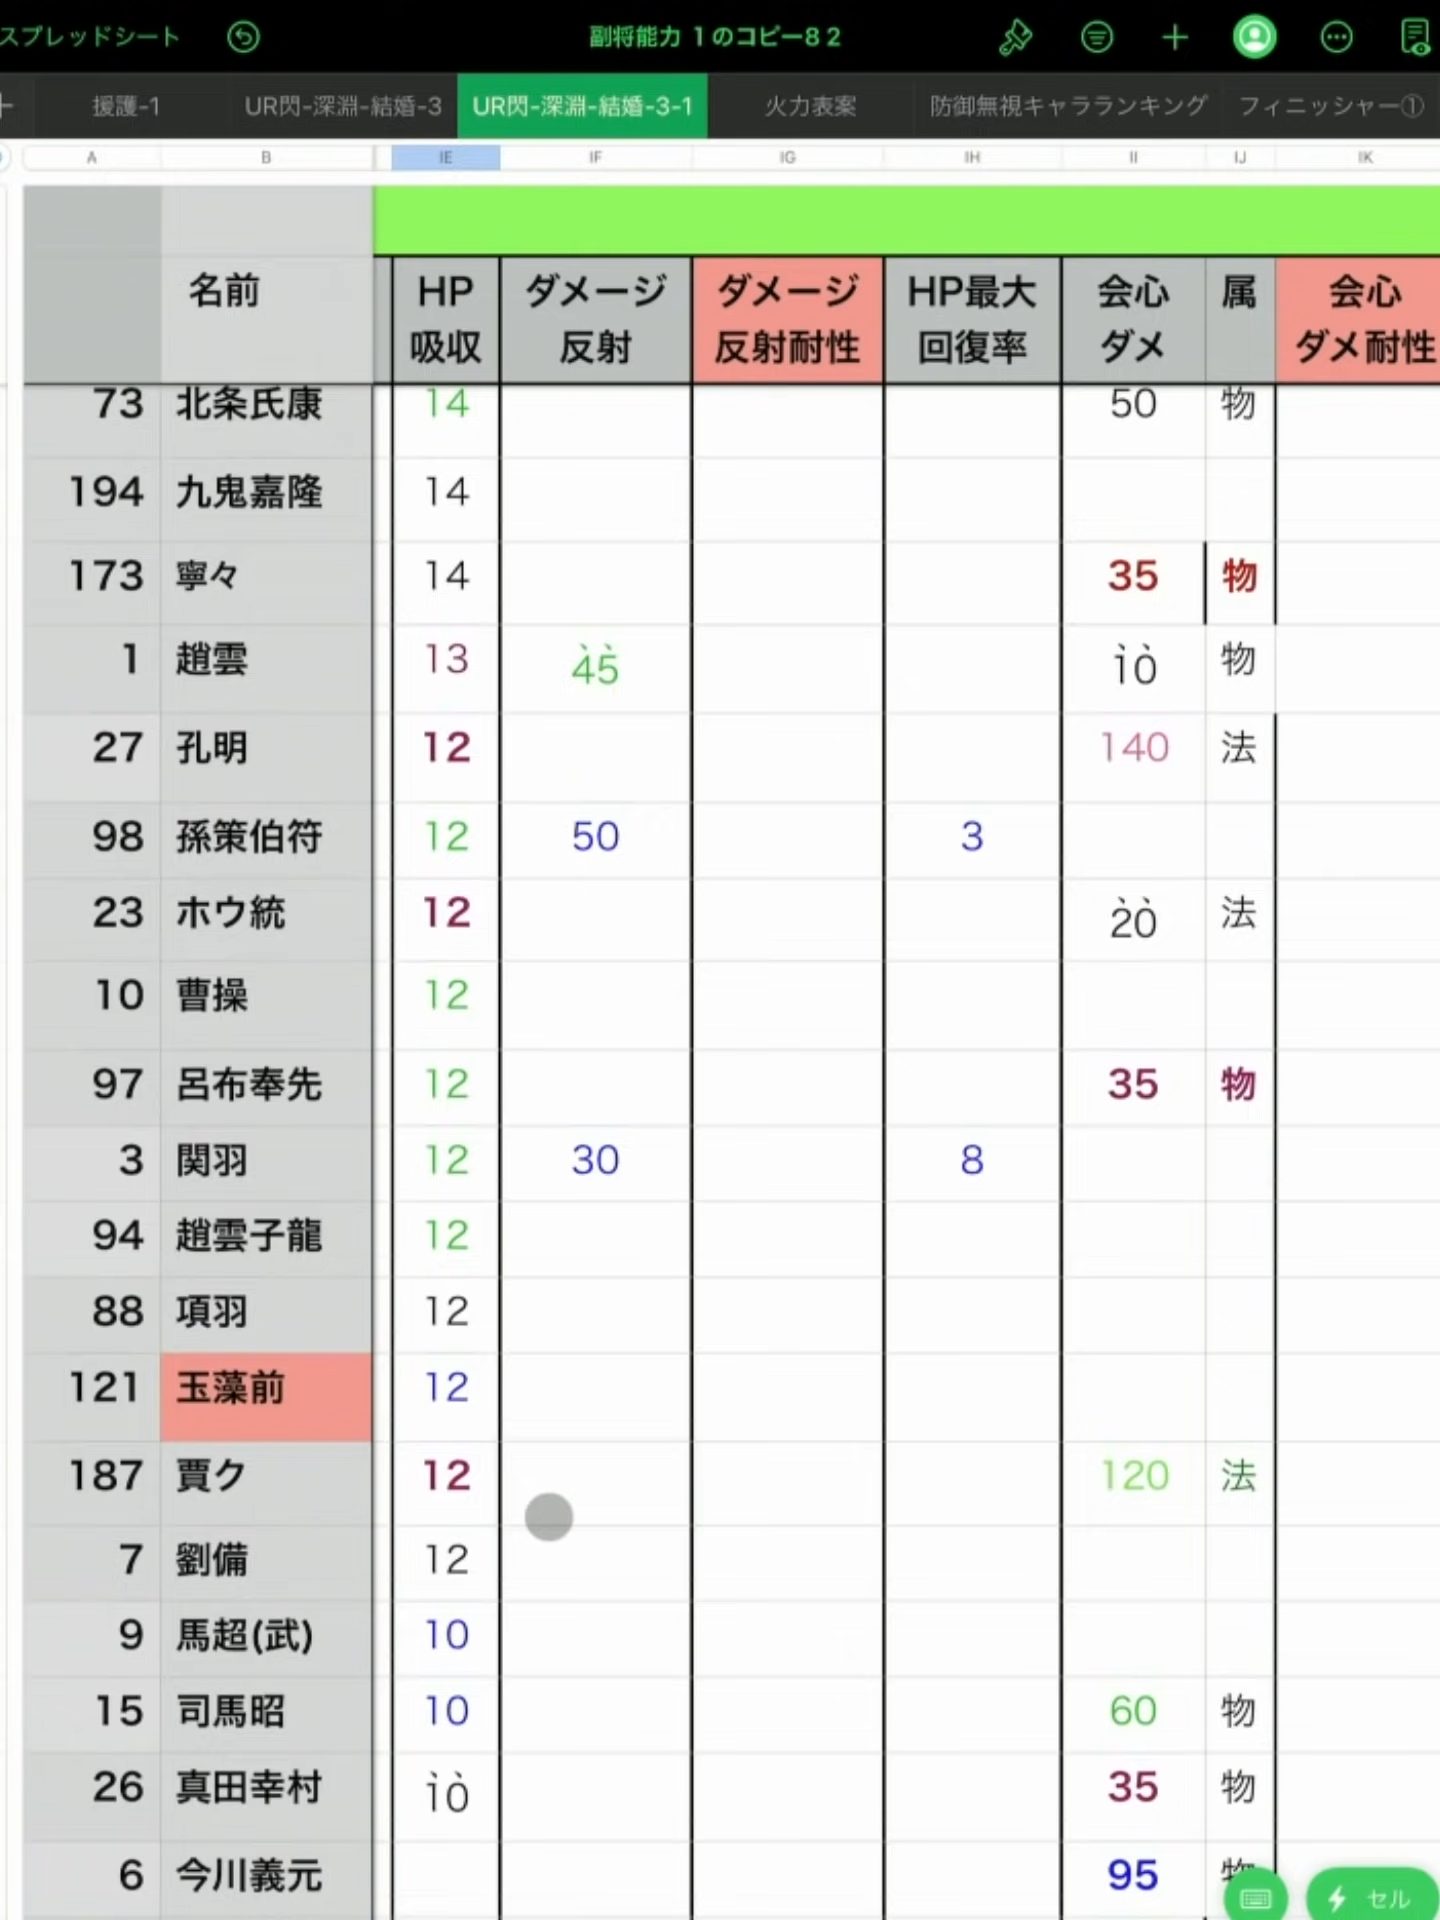 スプレッドシート 副将能力 1 のコピー8 2
援護-1 UR閃-深淵-結婚-3 UR閃-深淵-結婚-3-1 火力表案 防御無視キャラランキング フィニッシャー①
A B IE IF IG IH II IJ IK
名前 HP吸収 ダメージ反射 ダメージ反射耐性 HP最大回復率 会心ダメ 属 会心ダメ耐性
73 北条氏康 14 50 物
194 九鬼嘉隆 14
173 寧々 14 35 物
1 趙雲 13 45 10 物
27 孔明 12 140 法
98 孫策伯符 12 50 3
23 ホウ統 12 20 法
10 曹操 12
97 呂布奉先 12 35 物
3 関羽 12 30 8
94 趙雲子龍 12
88 項羽 12
121 玉藻前 12
187 賈ク 12 120 法
7 劉備 12
9 馬超(武) 10
15 司馬昭 10 60 物
26 真田幸村 10 35 物
6 今川義元 95 物
セル